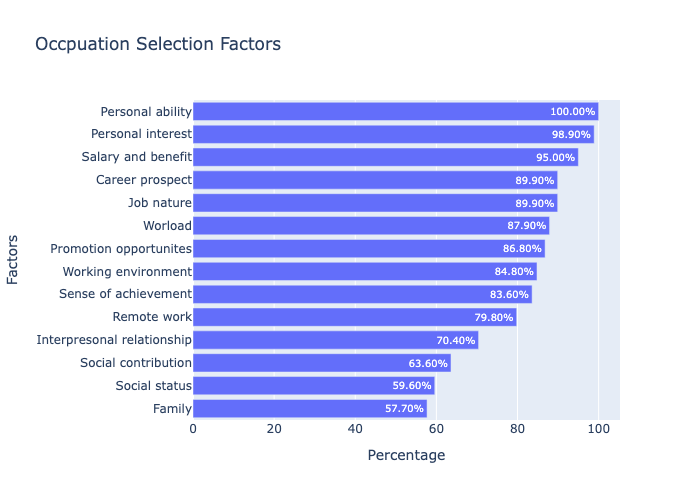 Occpuation Selection Factors
Factors
Personal ability 100.00%
Personal interest 98.90%
Salary and benefit 95.00%
Career prospect 89.90%
Job nature 89.90%
Worload 87.90%
Promotion opportunites 86.80%
Working environment 84.80%
Sense of achievement 83.60%
Remote work 79.80%
Interpresonal relationship 70.40%
Social contribution 63.60%
Social status 59.60%
Family 57.70%
0 20 40 60 80 100
Percentage